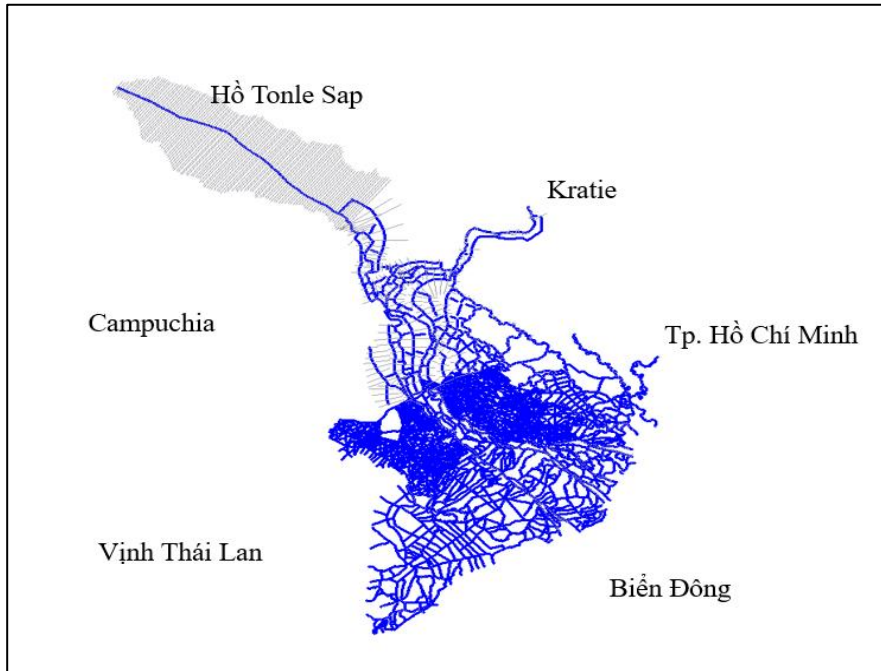 Hồ Tonle Sap
Kratie
Campuchia
Tp. Hồ Chí Minh
Vịnh Thái Lan
Biển Đông